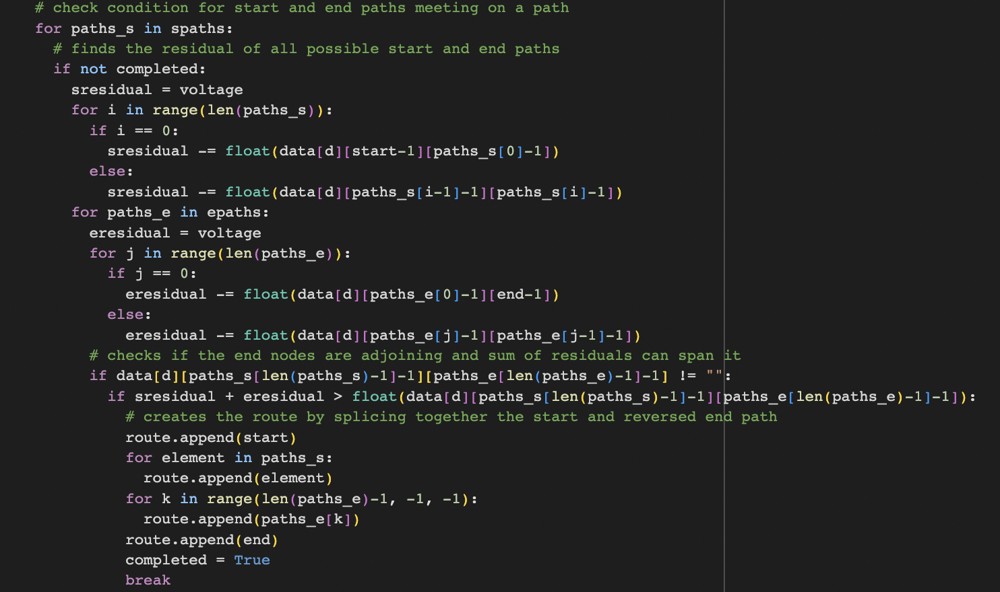 # check condition for start and end paths meeting on a path
for paths_s in spaths:
# finds the residual of all possible start and end paths
if not completed:
sresidual = voltage
for i in range(len(paths_s)):
if i == 0:
sresidual -= float(data[d][start-1][paths_s[0]-1])
else:
sresidual -= float(data[d][paths_s[i-1]-1][paths_s[i]-1])
for paths_e in epaths:
eresidual = voltage
for j in range(len(paths_e)):
if j == 0:
eresidual -= float(data[d][paths_e[0]-1][end-1])
else:
eresidual -= float(data[d][paths_e[j]-1][paths_e[j-1]-1])
# checks if the end nodes are adjoining and sum of residuals can span it
if data[d][paths_s[len(paths_s)-1]-1][paths_e[len(paths_e)-1]-1] != "":
if sresidual + eresidual > float(data[d][paths_s[len(paths_s)-1]-1][paths_e[len(paths_e)-1]-1]):
# creates the route by splicing together the start and reversed end path
route.append(start)
for element in paths_s:
route.append(element)
for k in range(len(paths_e)-1, -1, -1):
route.append(paths_e[k])
route.append(end)
completed = True
break